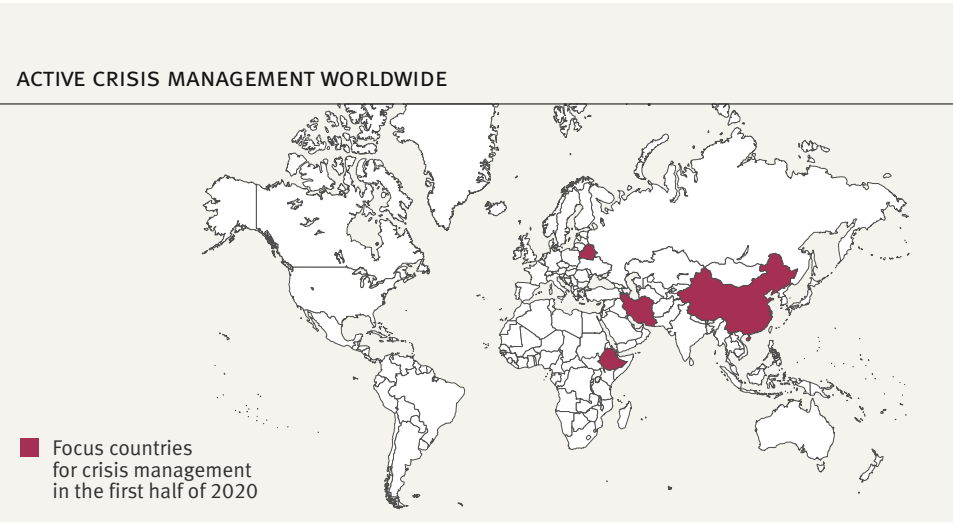 ACTIVE CRISIS MANAGEMENT WORLDWIDE
Focus countries
for crisis management
in the first half of 2020